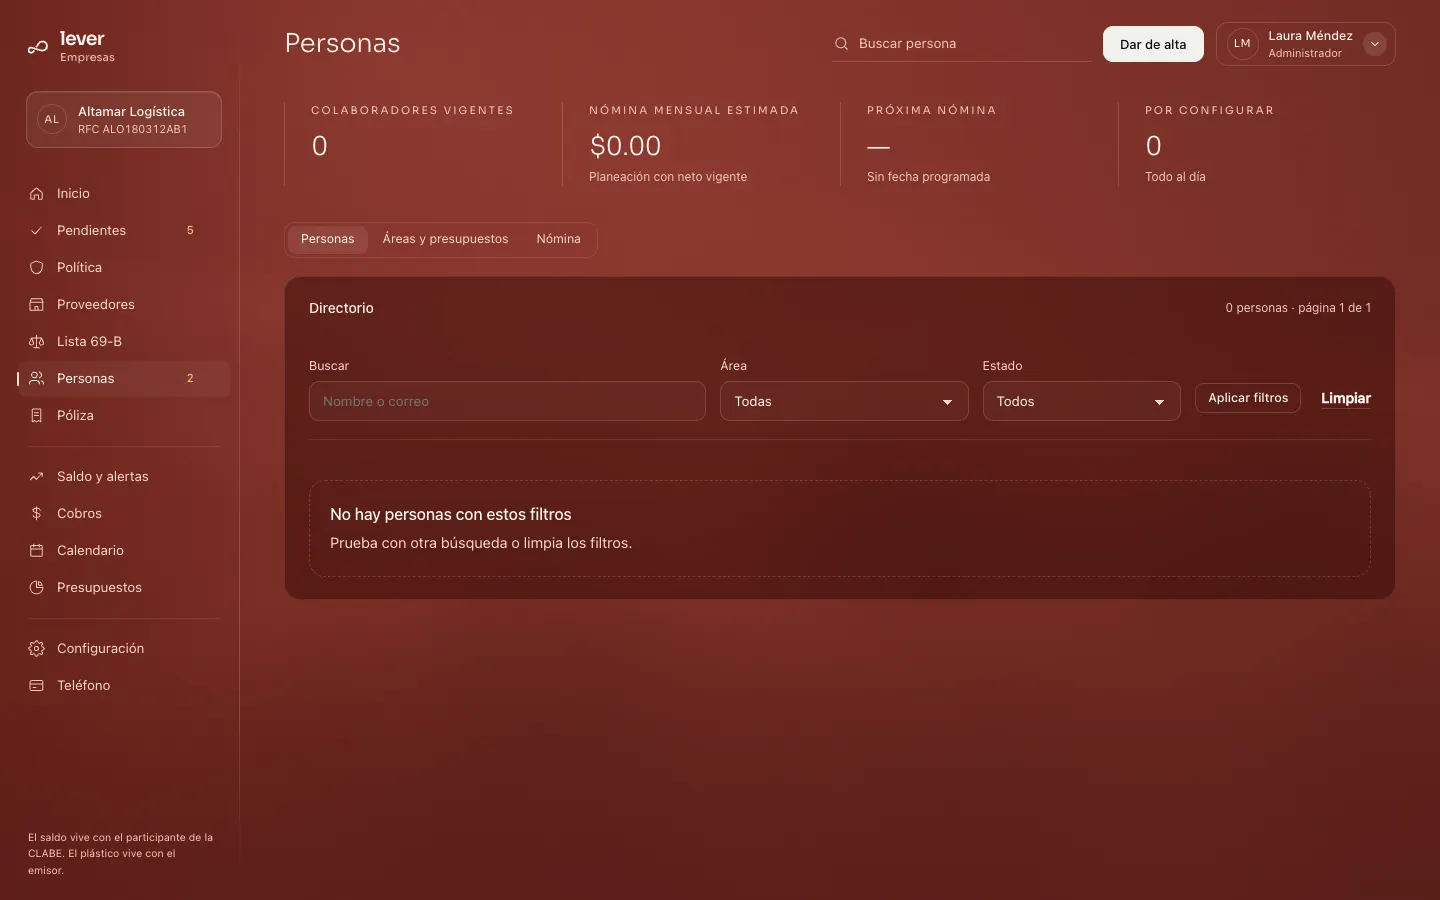 lever
Empresas
AL
Altamar Logística
RFC ALO180312AB1
Inicio
Pendientes 5
Política
Proveedores
Lista 69-B
Personas 2
Póliza
Saldo y alertas
Cobros
Calendario
Presupuestos
Configuración
Teléfono
El saldo vive con el participante de la
CLABE. El plástico vive con el
emisor.
Personas
Buscar persona
Dar de alta
LM
Laura Méndez
Administrador
COLABORADORES VIGENTES
0
NÓMINA MENSUAL ESTIMADA
$0.00
Planeación con neto vigente
PRÓXIMA NÓMINA
—
Sin fecha programada
POR CONFIGURAR
0
Todo al día
Personas Áreas y presupuestos Nómina
Directorio
0 personas · página 1 de 1
Buscar
Nombre o correo
Área
Todas
Estado
Todos
Aplicar filtros
Limpiar
No hay personas con estos filtros
Prueba con otra búsqueda o limpia los filtros.